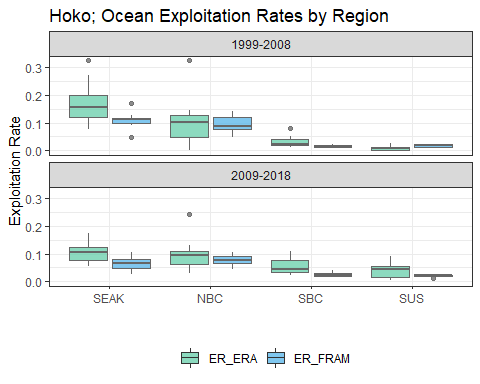 Hoko; Ocean Exploitation Rates by Region
1999-2008
0.3
0.2
0.1
0.0
Exploitation Rate
2009-2018
0.3
0.2
0.1
0.0
SEAK NBC SBC SUS
ER_ERA ER_FRAM